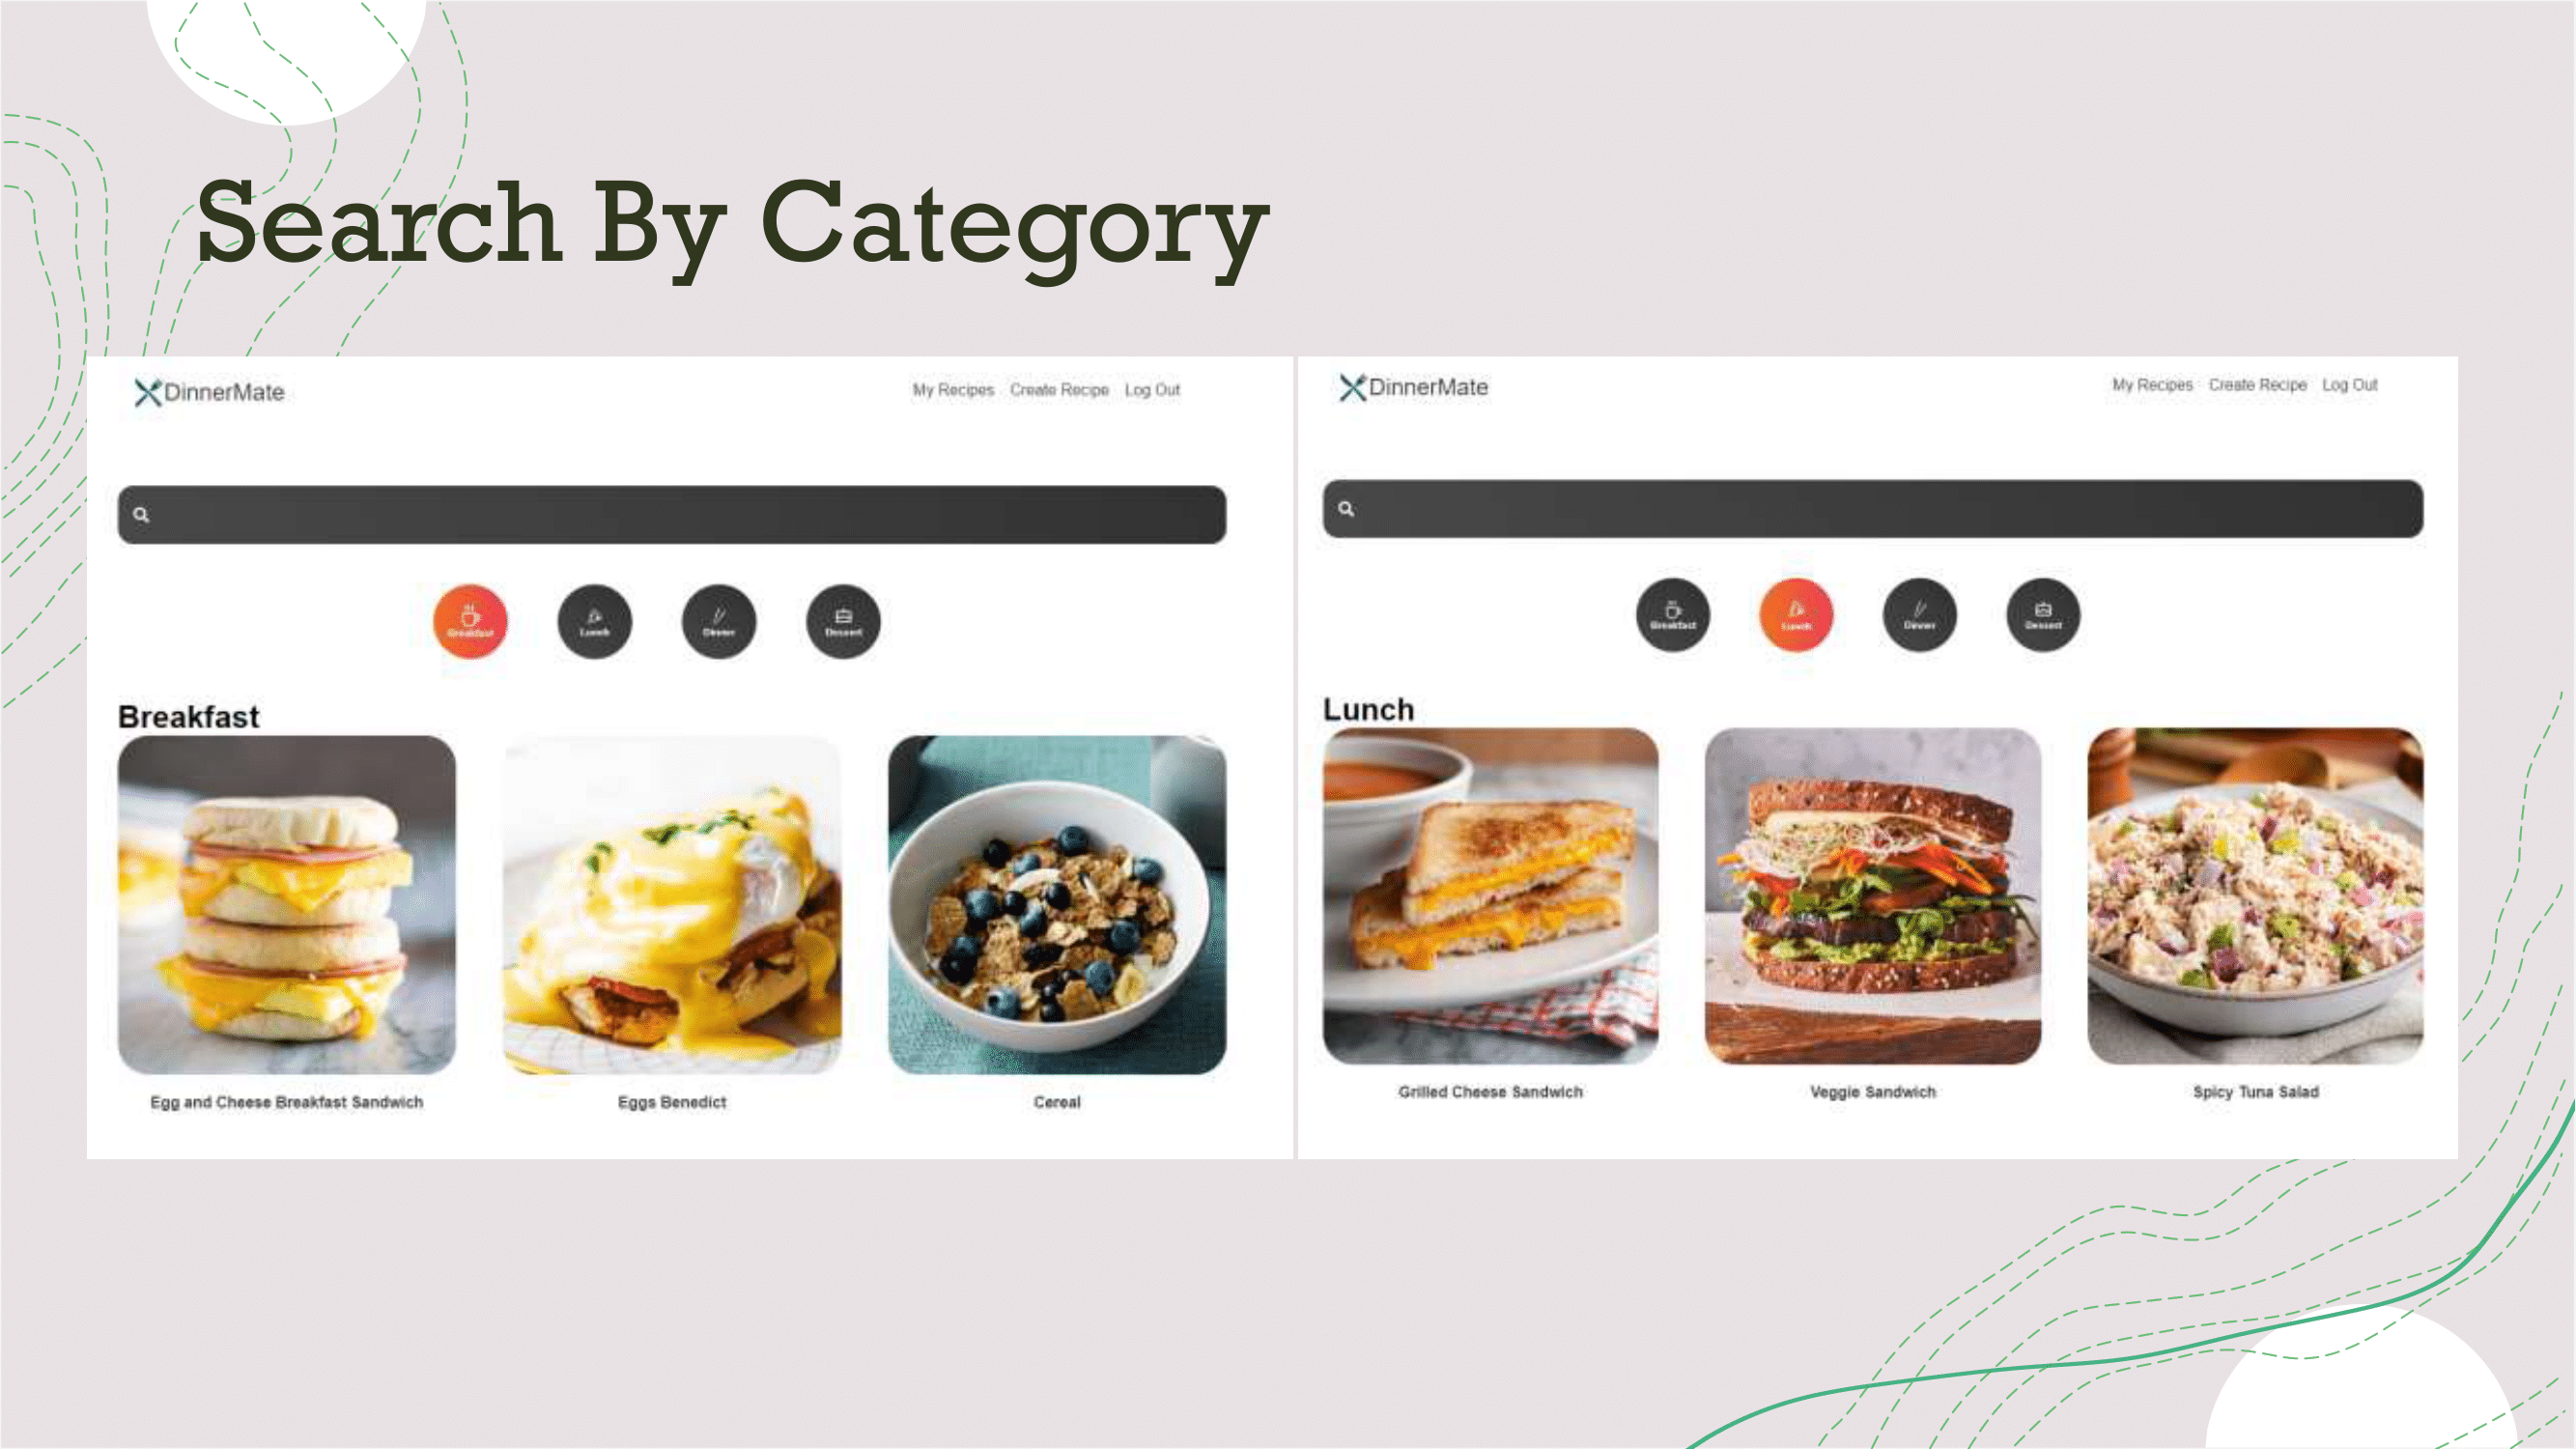 Search By Category
DinnerMate
My Recipes Create Recipe Log Out
Breakfast Lunch Dinner Dessert
Breakfast
Egg and Cheese Breakfast Sandwich
Eggs Benedict
Cereal
DinnerMate
My Recipes Create Recipe Log Out
Breakfast Lunch Dinner Dessert
Lunch
Grilled Cheese Sandwich
Veggie Sandwich
Spicy Tuna Salad